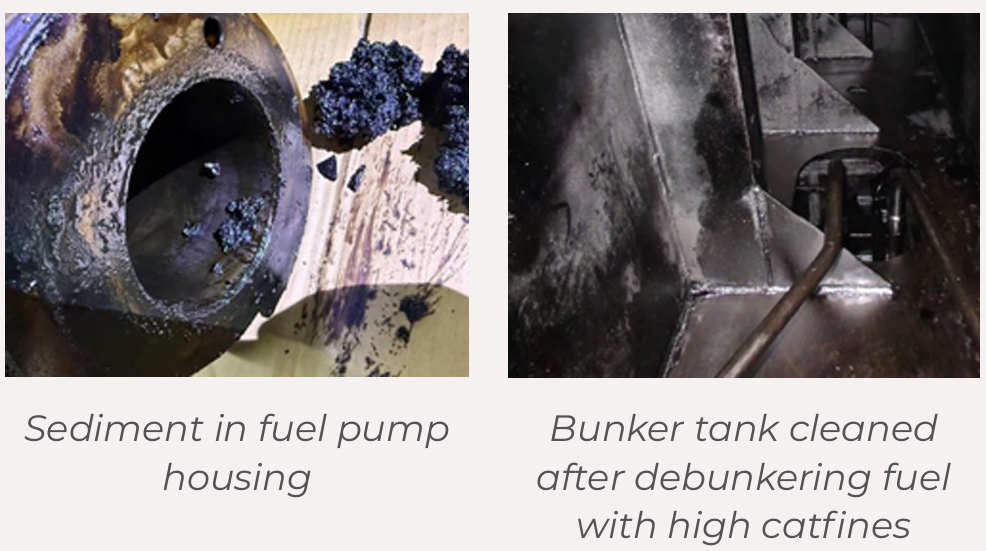 Sediment in fuel pump
housing
Bunker tank cleaned
after debunkering fuel
with high catfines